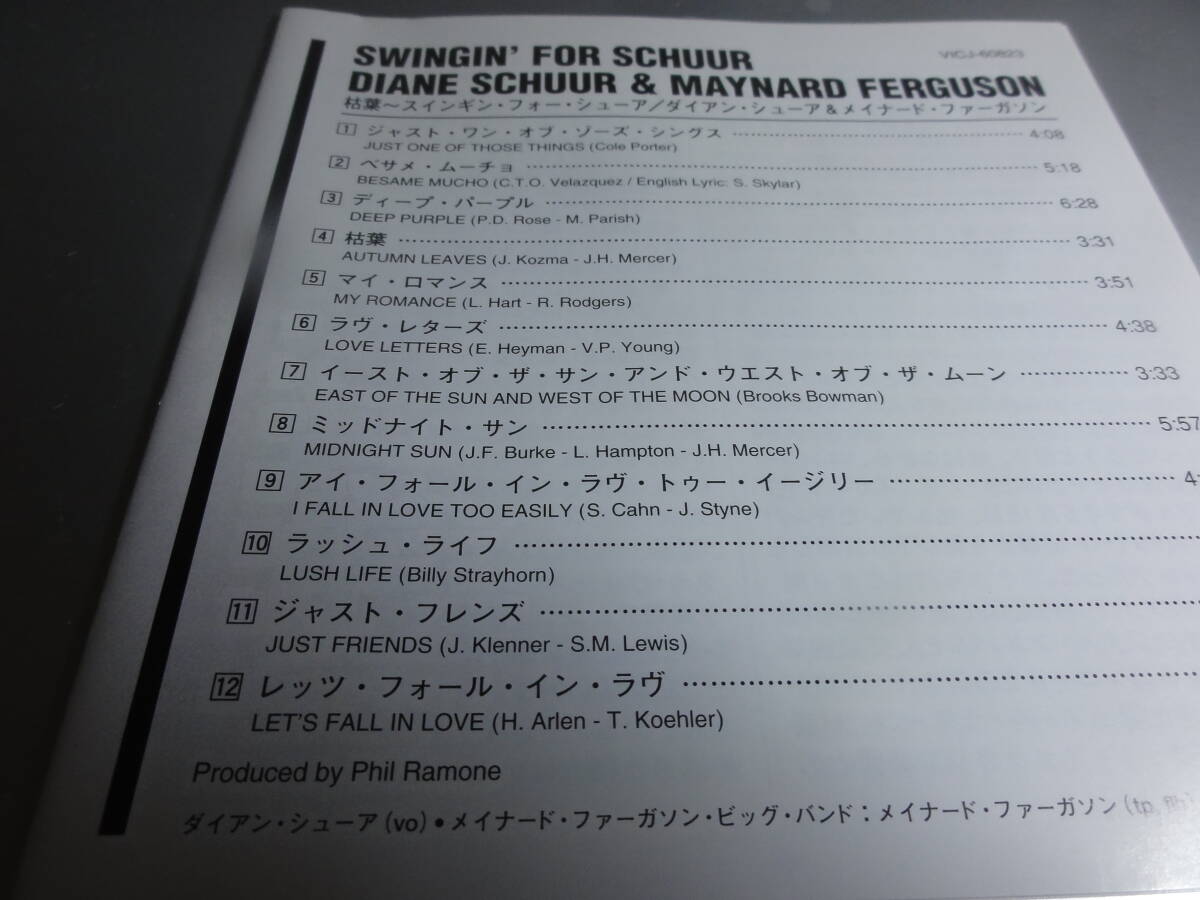 SWINGIN' FOR SCHUUR
VICJ-60823
DIANE SCHUUR & MAYNARD FERGUSON
枯葉～スインギン・フォー・シューア／ダイアン・シューア＆メイナード・ファーガソン
1 ジャスト・ワン・オブ・ゾーズ・シングス 4:08
JUST ONE OF THOSE THINGS (Cole Porter)
2 ベサメ・ムーチョ 5:18
BESAME MUCHO (C.T.O. Velazquez / English Lyric: S. Skylar)
3 ディープ・パープル 6:28
DEEP PURPLE (P.D. Rose - M. Parish)
4 枯葉 3:31
AUTUMN LEAVES (J. Kozma - J.H. Mercer)
5 マイ・ロマンス 3:51
MY ROMANCE (L. Hart - R. Rodgers)
6 ラヴ・レターズ 4:38
LOVE LETTERS (E. Heyman - V.P. Young)
7 イースト・オブ・ザ・サン・アンド・ウエスト・オブ・ザ・ムーン 3:33
EAST OF THE SUN AND WEST OF THE MOON (Brooks Bowman)
8 ミッドナイト・サン 5:57
MIDNIGHT SUN (J.F. Burke - L. Hampton - J.H. Mercer)
9 アイ・フォール・イン・ラヴ・トゥー・イージリー 4:
I FALL IN LOVE TOO EASILY (S. Cahn - J. Styne)
10 ラッシュ・ライフ
LUSH LIFE (Billy Strayhorn)
11 ジャスト・フレンズ
JUST FRIENDS (J. Klenner - S.M. Lewis)
12 レッツ・フォール・イン・ラヴ
LET'S FALL IN LOVE (H. Arlen - T. Koehler)
Produced by Phil Ramone
ダイアン・シューア(vo)●メイナード・ファーガソン・ビッグ・バンド：メイナード・ファーガソン(tp, flh)